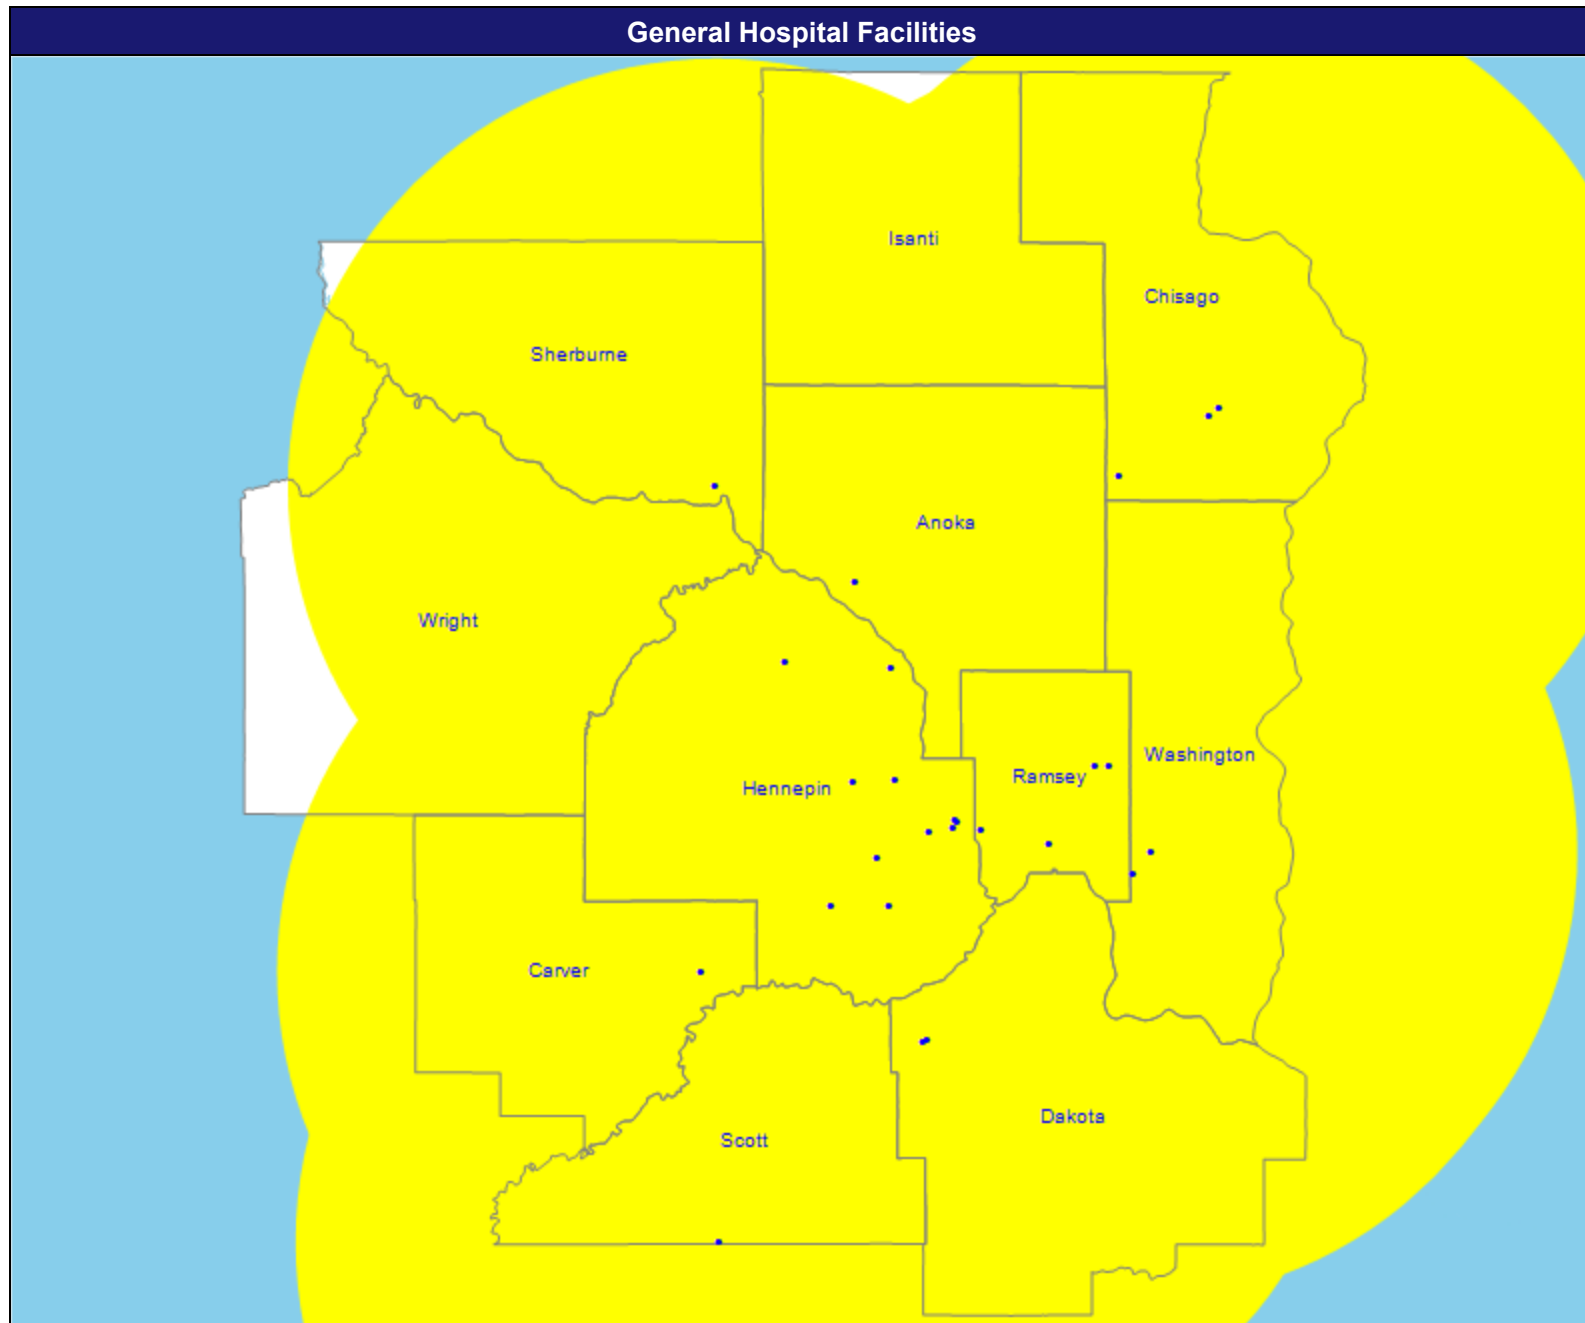 General Hospital Facilities
Isanti
Chisago
Sherburne
Anoka
Wright
Washington
Ramsey
Hennepin
Carver
Dakota
Scott